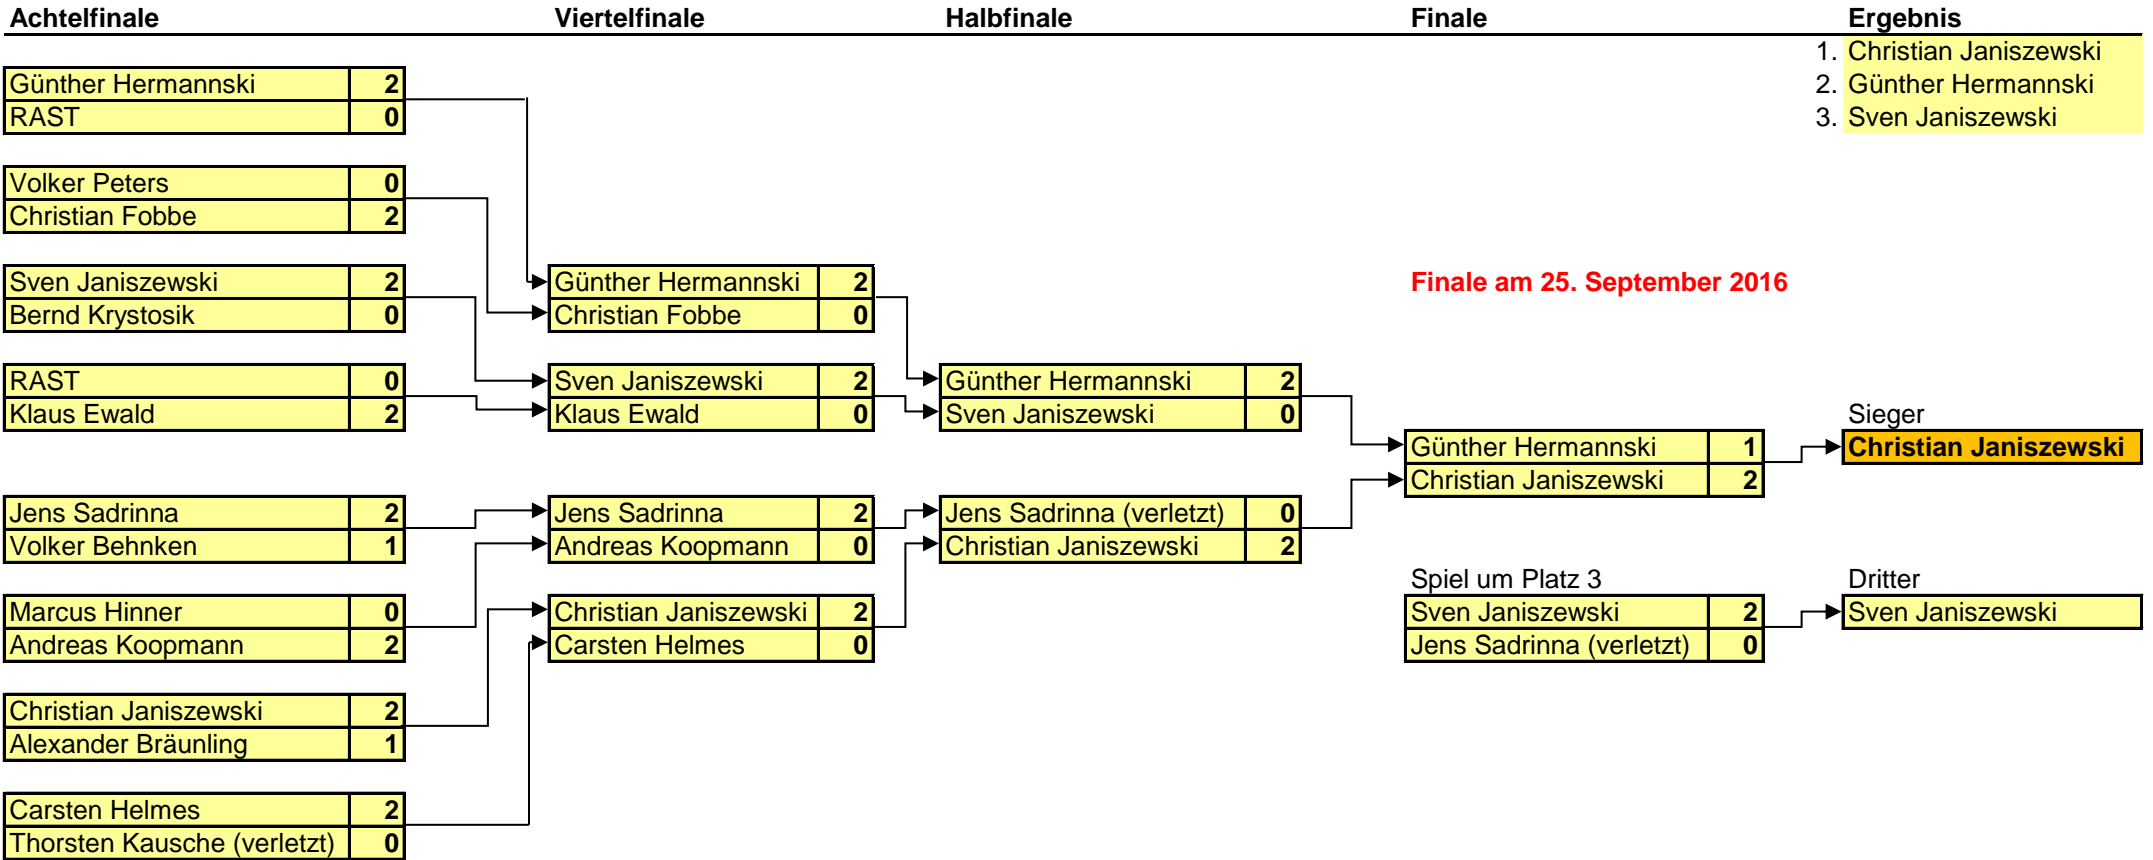 Achtelfinale Viertelfinale Halbfinale Finale Ergebnis
1. Christian Janiszewski
Günther Hermannski 2 2. Günther Hermannski
RAST 0 3. Sven Janiszewski
Volker Peters 0
Christian Fobbe 2
Sven Janiszewski 2 Günther Hermannski 2 Finale am 25. September 2016
Bernd Krystosik 0 Christian Fobbe 0
RAST 0 Sven Janiszewski 2 Günther Hermannski 2
Klaus Ewald 2 Klaus Ewald 0 Sven Janiszewski 0 Sieger
Günther Hermannski 1 Christian Janiszewski
Christian Janiszewski 2
Jens Sadrinna 2 Jens Sadrinna 2 Jens Sadrinna (verletzt) 0
Volker Behnken 1 Andreas Koopmann 0 Christian Janiszewski 2
Spiel um Platz 3 Dritter
Marcus Hinner 0 Christian Janiszewski 2 Sven Janiszewski 2 Sven Janiszewski
Andreas Koopmann 2 Carsten Helmes 0 Jens Sadrinna (verletzt) 0
Christian Janiszewski 2
Alexander Bräunling 1
Carsten Helmes 2
Thorsten Kausche (verletzt) 0